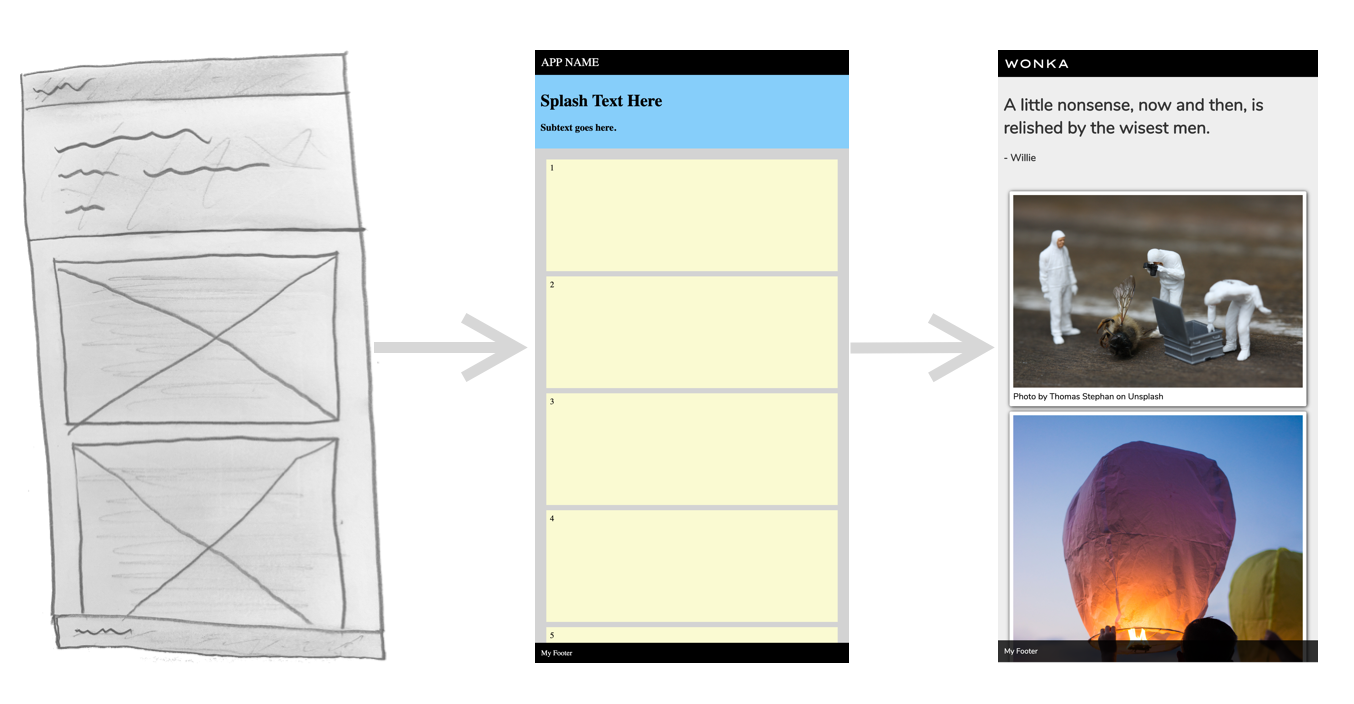 APP NAME
Splash Text Here
Subtext goes here.
1
2
3
4
5
My Footer
WONKA
A little nonsense, now and then, is
relished by the wisest men.
- Willie
Photo by Thomas Stephan on Unsplash
My Footer